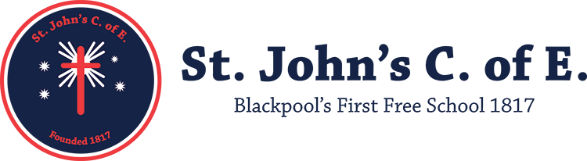 St. John's C. of E.
Founded 1817
St. John's C. of E.
Blackpool's First Free School 1817